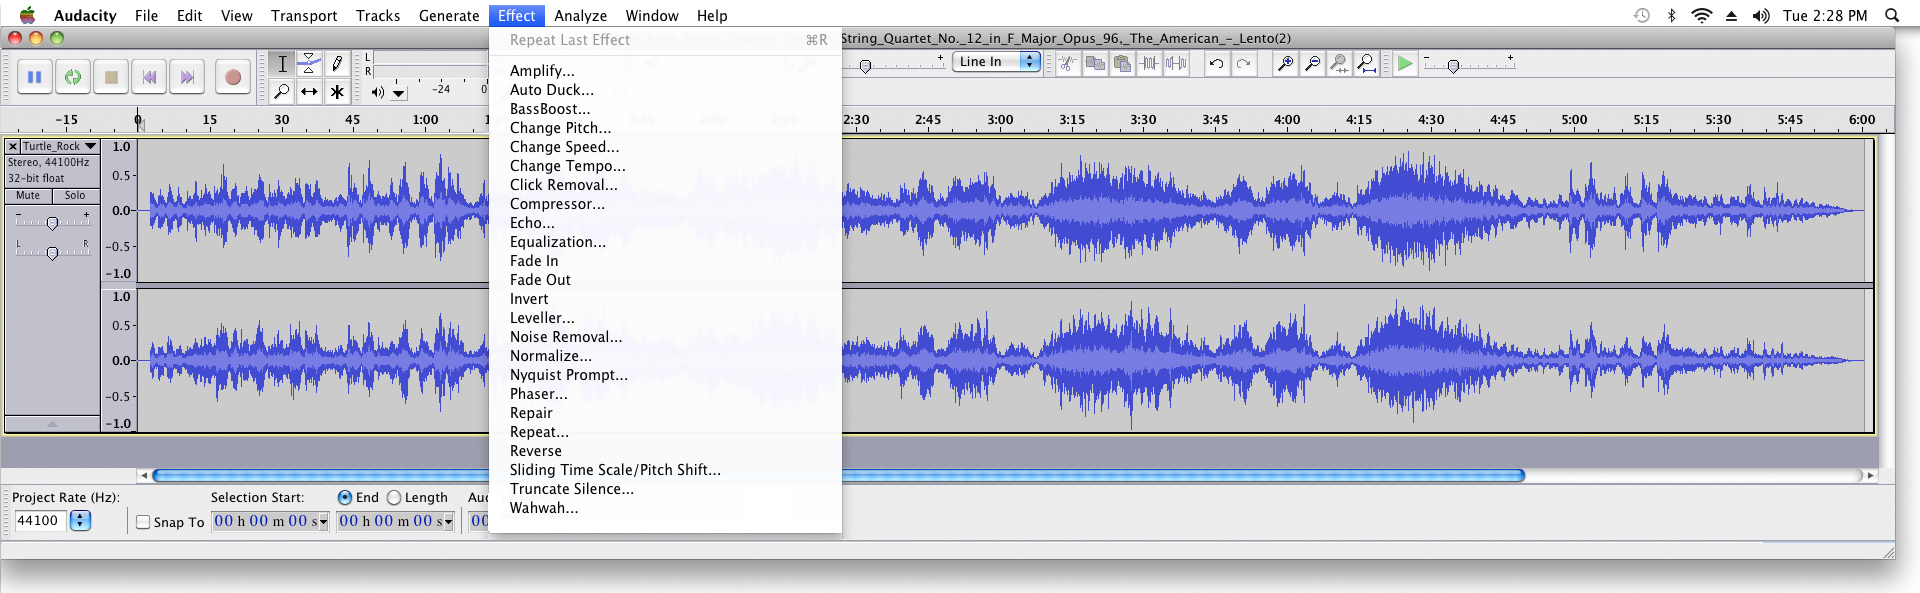 Audacity File Edit View Transport Tracks Generate Effect Analyze Window Help Tue 2:28 PM
String_Quartet_No._12_in_F_Major_Opus_96,_The_American_-_Lento(2)
Repeat Last Effect ⌘R
L
R
-24 0
- + Line In - +
-15 0 15 30 45 1:00 2:30 2:45 3:00 3:15 3:30 3:45 4:00 4:15 4:30 4:45 5:00 5:15 5:30 5:45 6:00
Turtle_Rock
Stereo, 44100Hz
32-bit float
Mute Solo
- +
L R
1.0
0.5
0.0
-0.5
-1.0
1.0
0.5
0.0
-0.5
-1.0
Amplify...
Auto Duck...
BassBoost...
Change Pitch...
Change Speed...
Change Tempo...
Click Removal...
Compressor...
Echo...
Equalization...
Fade In
Fade Out
Invert
Leveller...
Noise Removal...
Normalize...
Nyquist Prompt...
Phaser...
Repair
Repeat...
Reverse
Sliding Time Scale/Pitch Shift...
Truncate Silence...
Wahwah...
Project Rate (Hz): Selection Start: End Length
44100 Snap To 00 h 00 m 00 s 00 h 00 m 00 s 00